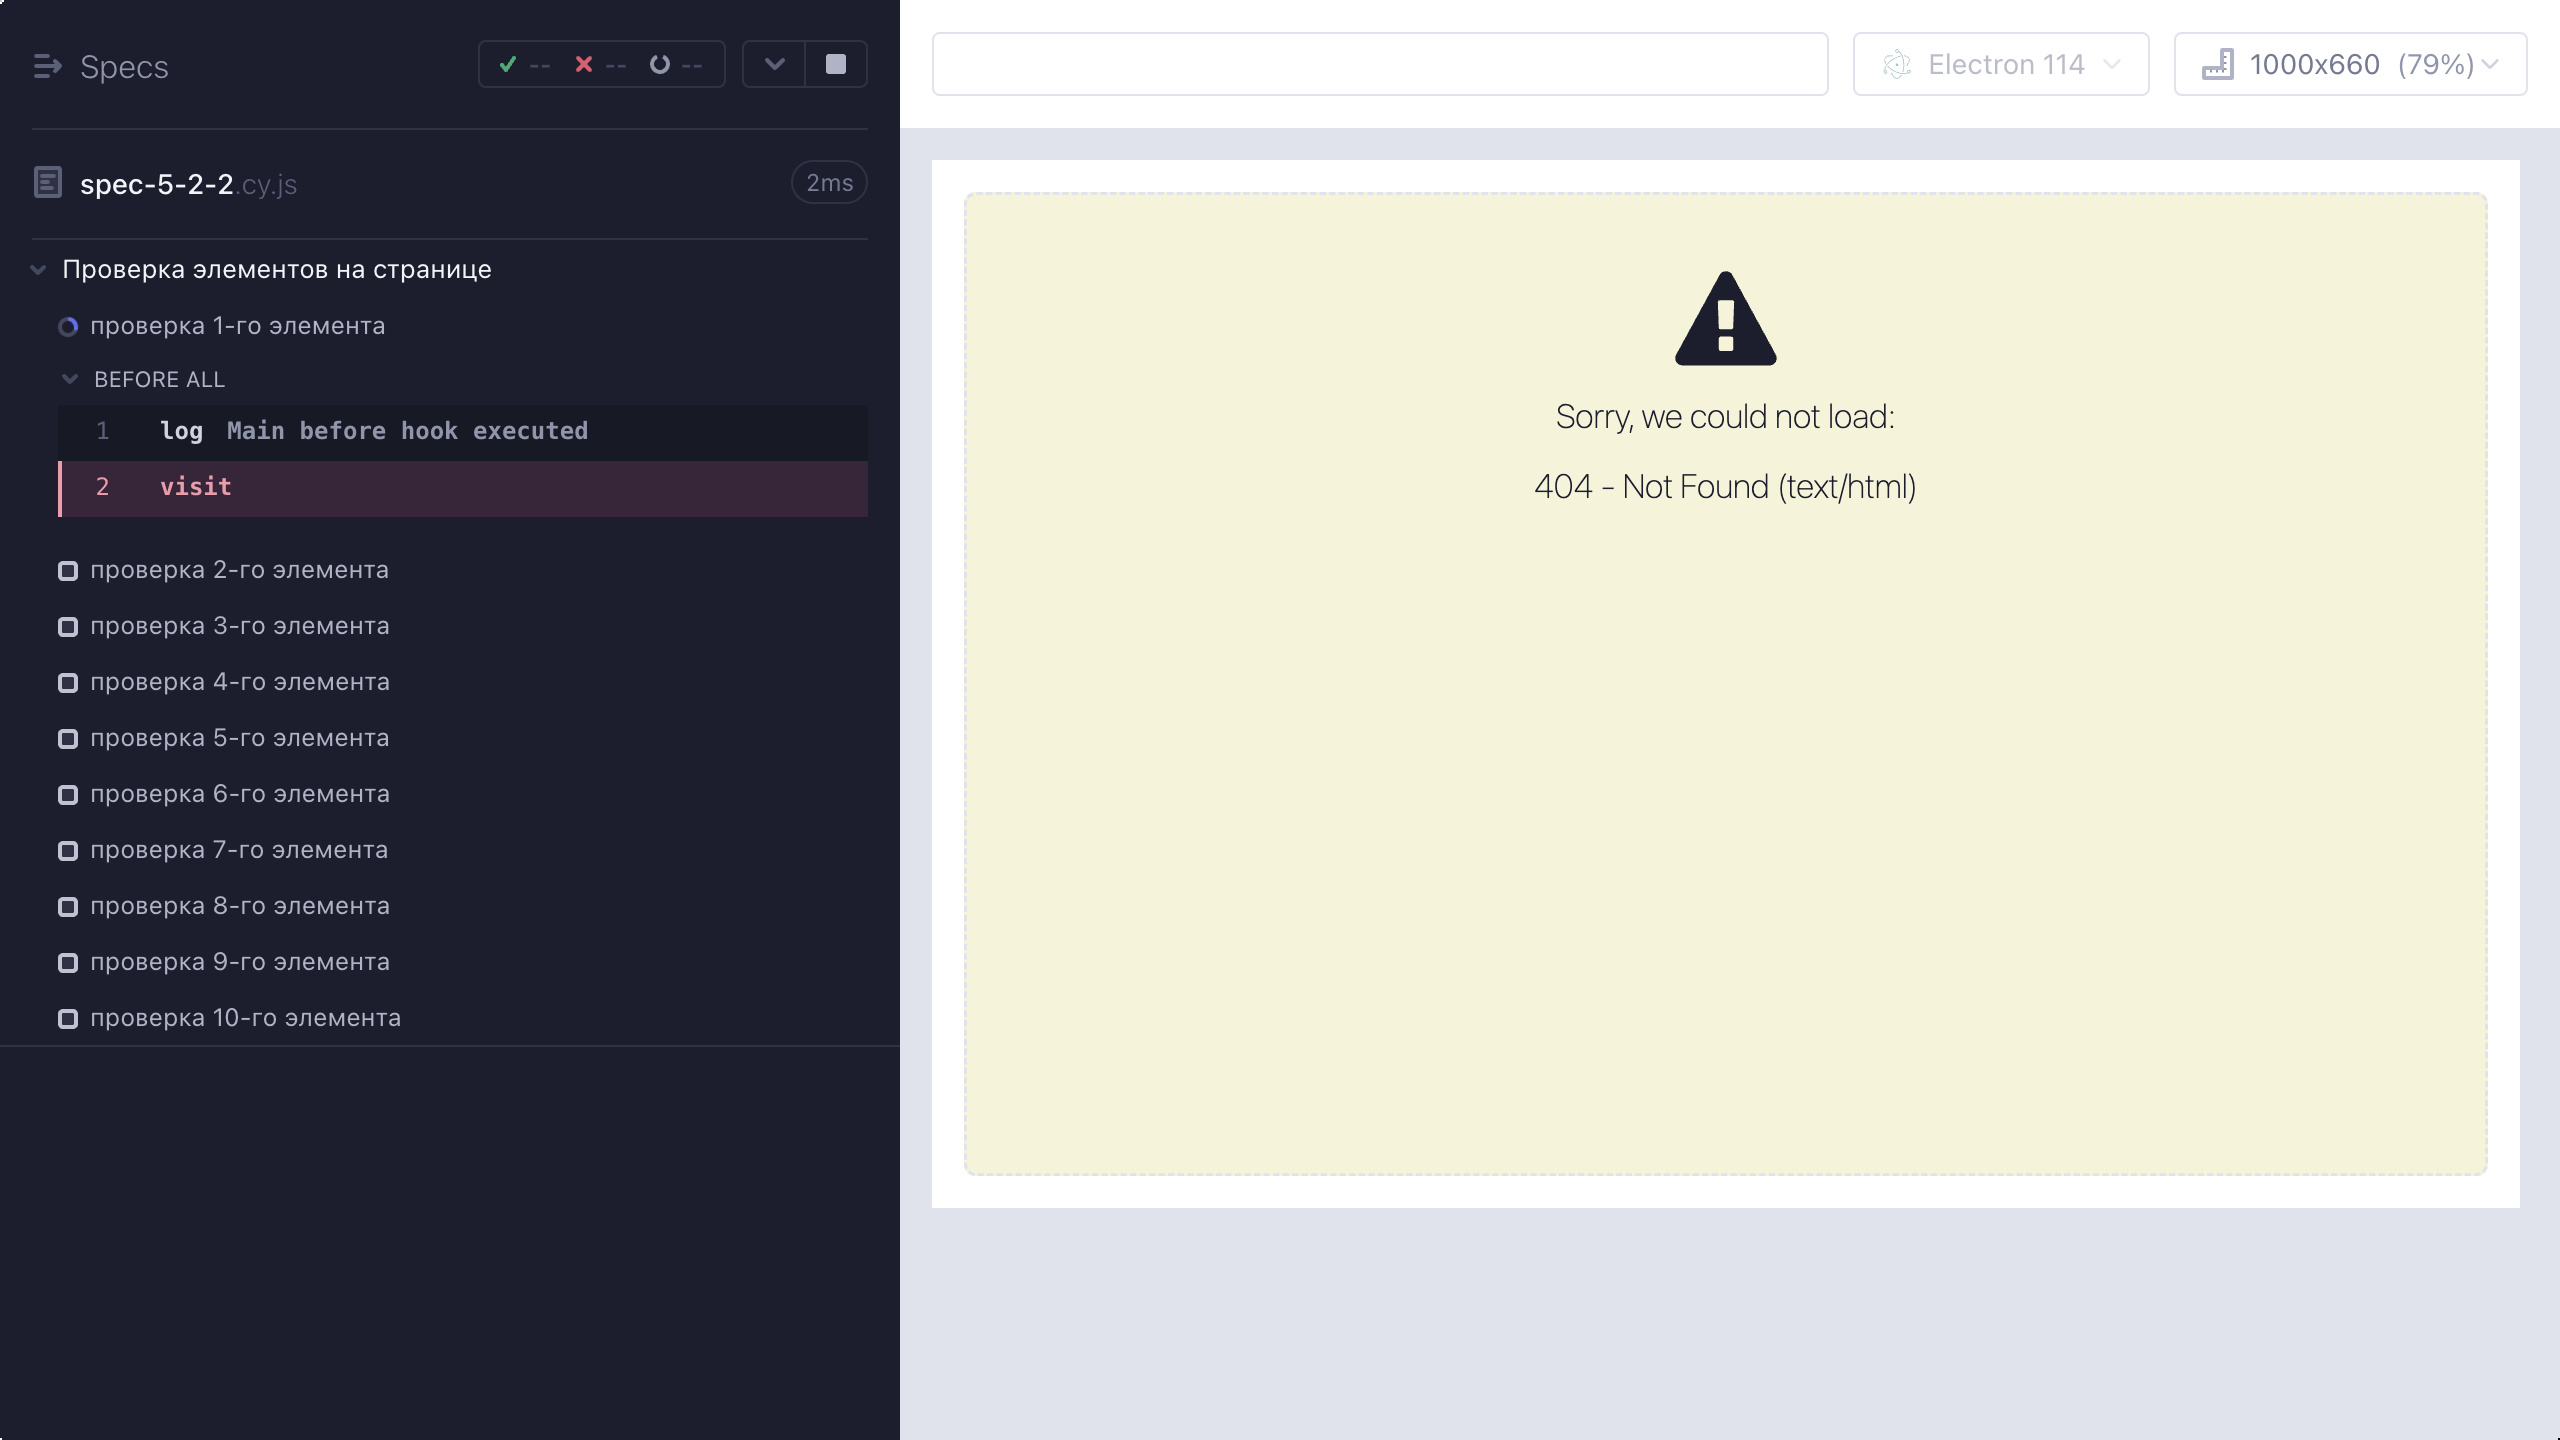 Specs
-- -- --
spec-5-2-2.cy.js
2ms
Проверка элементов на странице
проверка 1-го элемента
BEFORE ALL
1 log Main before hook executed
2 visit
проверка 2-го элемента
проверка 3-го элемента
проверка 4-го элемента
проверка 5-го элемента
проверка 6-го элемента
проверка 7-го элемента
проверка 8-го элемента
проверка 9-го элемента
проверка 10-го элемента
Electron 114
1000x660 (79%)
Sorry, we could not load:
404 - Not Found (text/html)